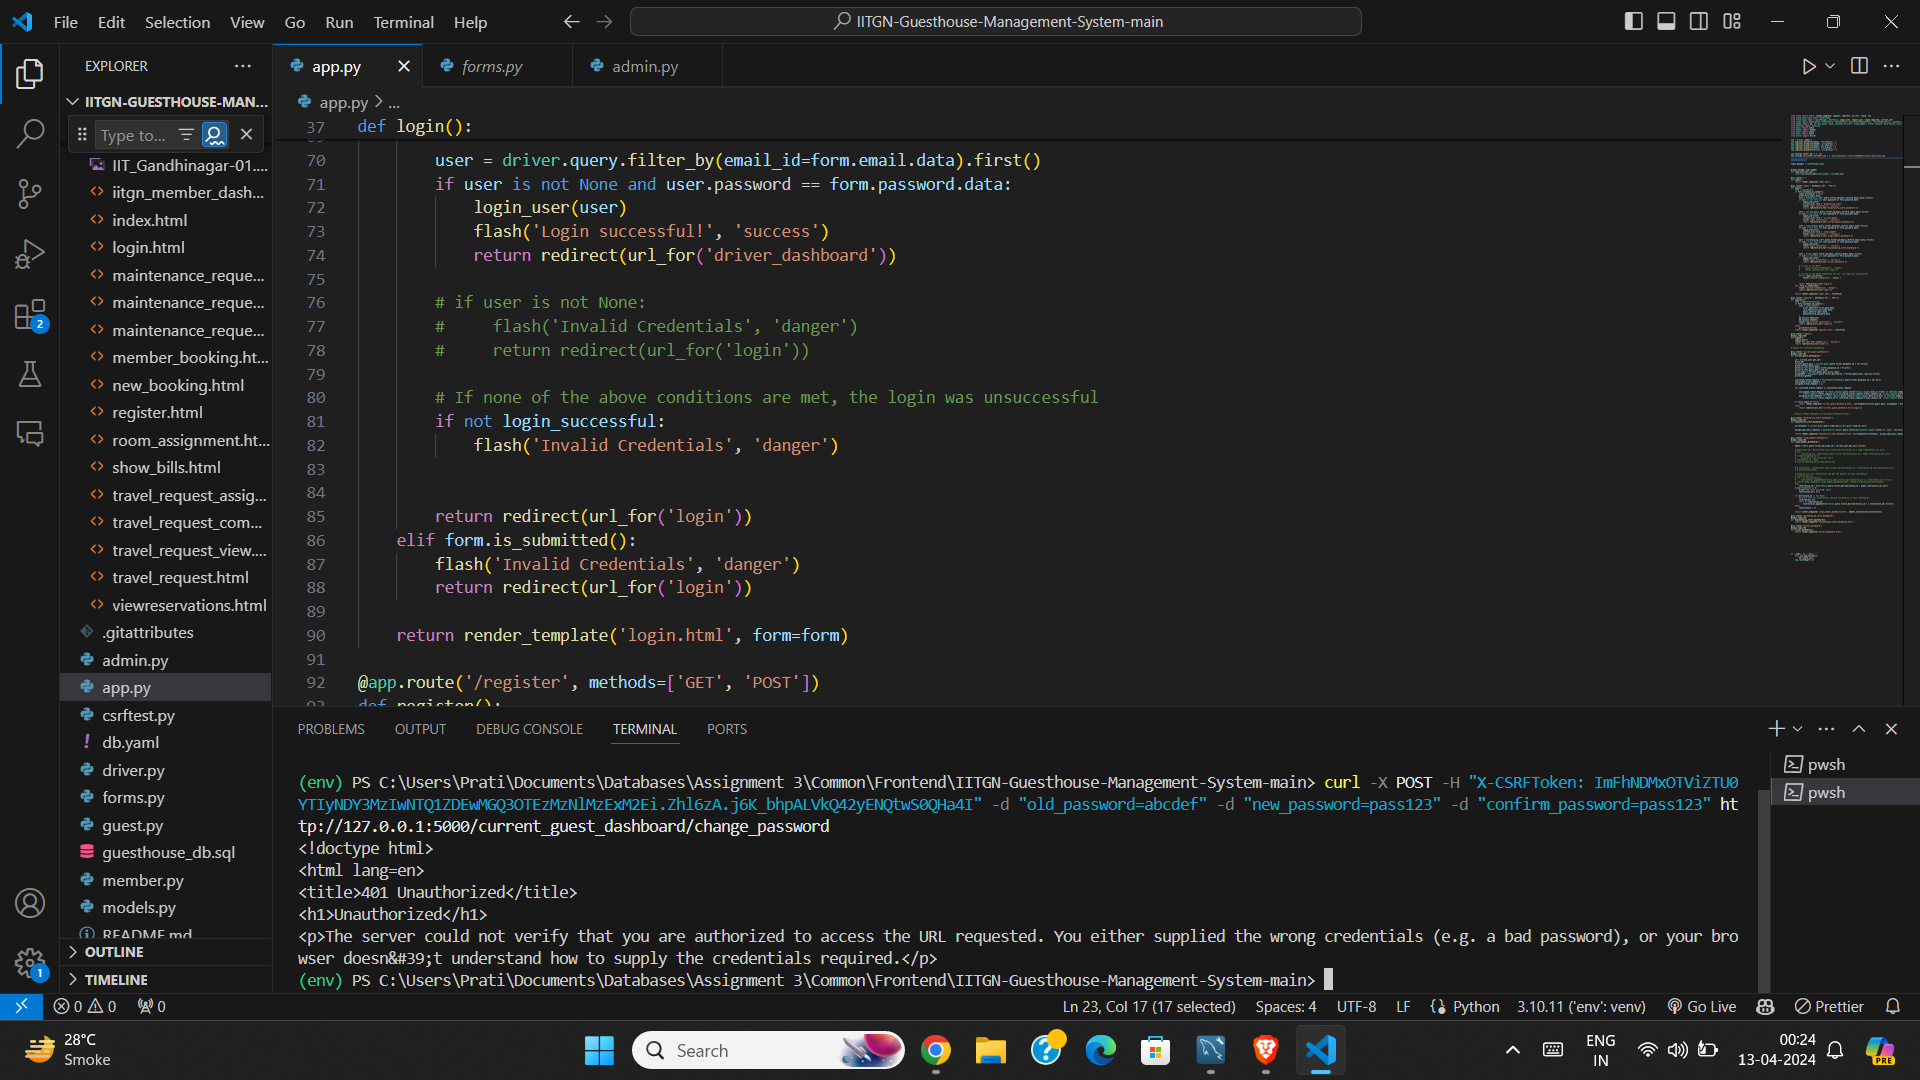 File Edit Selection View Go Run Terminal Help
IITGN-Guesthouse-Management-System-main
EXPLORER
IITGN-GUESTHOUSE-MAN...
Type to...
IIT_Gandhinagar-01....
iitgn_member_dash...
index.html
login.html
maintenance_reque...
maintenance_reque...
maintenance_reque...
member_booking.ht...
new_booking.html
register.html
room_assignment.ht...
show_bills.html
travel_request_assig...
travel_request_com...
travel_request_view....
travel_request.html
viewreservations.html
.gitattributes
admin.py
app.py
csrftest.py
db.yaml
driver.py
forms.py
guest.py
guesthouse_db.sql
member.py
models.py
README.md
OUTLINE
TIMELINE
2
1
app.py forms.py admin.py
app.py > ...
37 def login():
70 user = driver.query.filter_by(email_id=form.email.data).first()
71 if user is not None and user.password == form.password.data:
72 login_user(user)
73 flash('Login successful!', 'success')
74 return redirect(url_for('driver_dashboard'))
75
76 # if user is not None:
77 #     flash('Invalid Credentials', 'danger')
78 #     return redirect(url_for('login'))
79
80 # If none of the above conditions are met, the login was unsuccessful
81 if not login_successful:
82 flash('Invalid Credentials', 'danger')
83
84
85 return redirect(url_for('login'))
86 elif form.is_submitted():
87 flash('Invalid Credentials', 'danger')
88 return redirect(url_for('login'))
89
90 return render_template('login.html', form=form)
91
92 @app.route('/register', methods=['GET', 'POST'])
93 def register():
PROBLEMS OUTPUT DEBUG CONSOLE TERMINAL PORTS
pwsh
pwsh
(env) PS C:\Users\Prati\Documents\Databases\Assignment 3\Common\Frontend\IITGN-Guesthouse-Management-System-main> curl -X POST -H "X-CSRFToken: ImFhNDMxOTViZTU0
YTIyNDY3MzIwNTQ1ZDEwMGQ3OTEzMzNlMzExM2Ei.Zhl6zA.j6K_bhpALVkQ42yENQtwS0QHa4I" -d "old_password=abcdef" -d "new_password=pass123" -d "confirm_password=pass123" ht
tp://127.0.0.1:5000/current_guest_dashboard/change_password
<!doctype html>
<html lang=en>
<title>401 Unauthorized</title>
<h1>Unauthorized</h1>
<p>The server could not verify that you are authorized to access the URL requested. You either supplied the wrong credentials (e.g. a bad password), or your bro
wser doesn&#39;t understand how to supply the credentials required.</p>
(env) PS C:\Users\Prati\Documents\Databases\Assignment 3\Common\Frontend\IITGN-Guesthouse-Management-System-main>
0 0 0 Ln 23, Col 17 (17 selected) Spaces: 4 UTF-8 LF Python 3.10.11 ('env': venv) Go Live Prettier
28°C
Smoke
Search
ENG
IN
00:24
13-04-2024
PRE